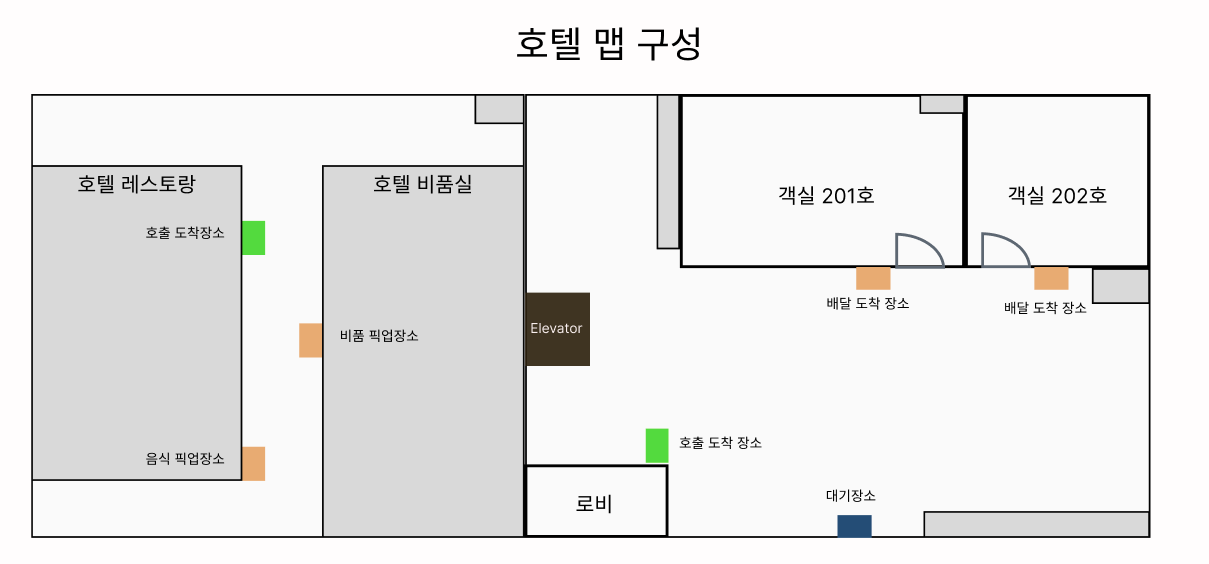 호텔 맵 구성
호텔 레스토랑
호텔 비품실
객실 201호
객실 202호
호출 도착장소
배달 도착 장소
배달 도착 장소
Elevator
비품 픽업장소
호출 도착 장소
음식 픽업장소
대기장소
로비